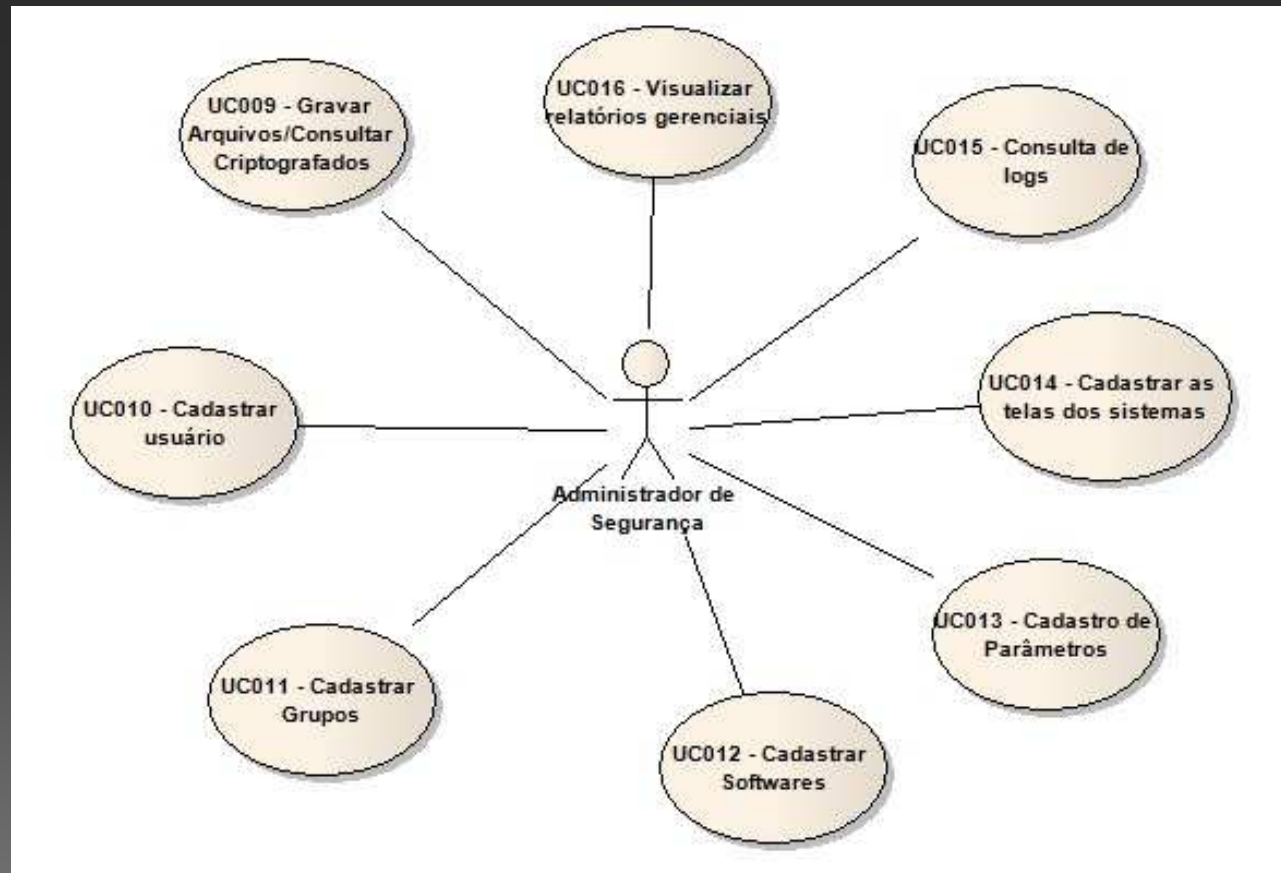 UC009 - Gravar
Arquivos/Consultar
Criptografados
UC016 - Visualizar
relatórios gerenciais
UC015 - Consulta de
logs
UC010 - Cadastrar
usuário
UC014 - Cadastrar as
telas dos sistemas
Administrador de
Segurança
UC011 - Cadastrar
Grupos
UC013 - Cadastro de
Parâmetros
UC012 - Cadastrar
Softwares